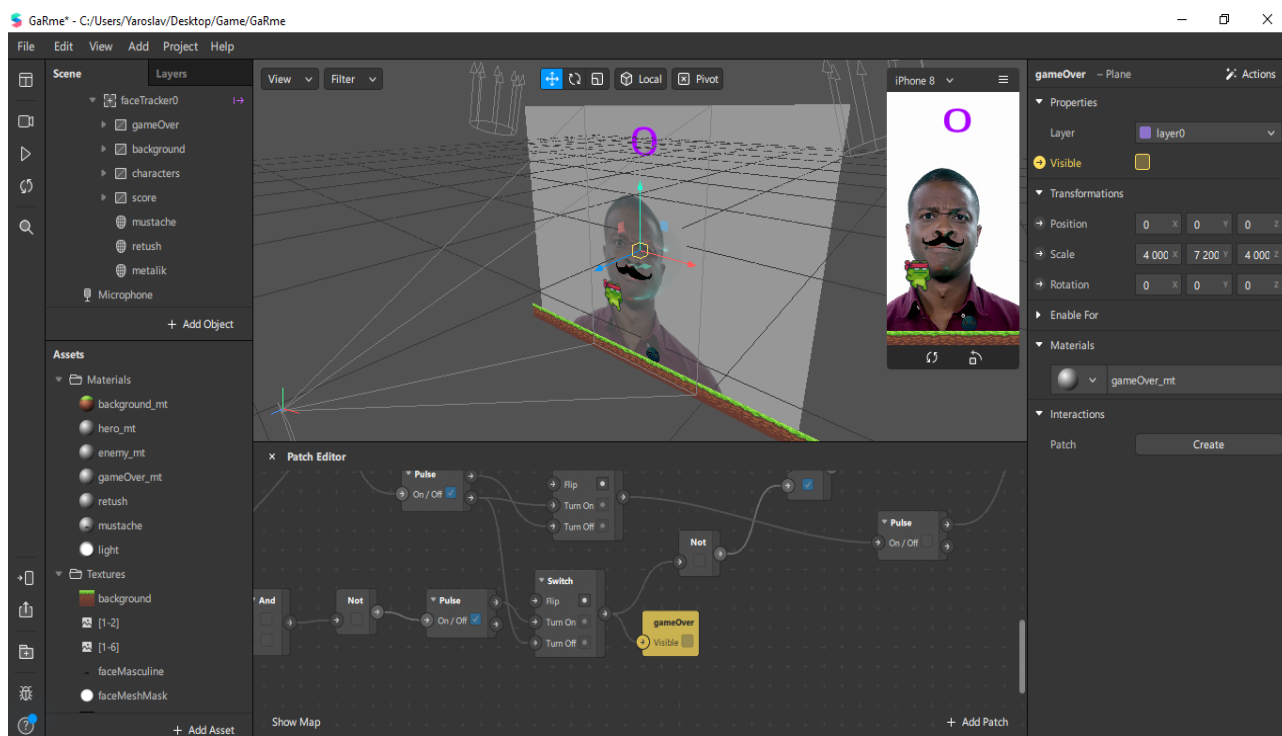 GaRme* - C:/Users/Yaroslav/Desktop/Game/GaRme
File Edit View Add Project Help
Scene Layers
faceTracker0
gameOver
background
characters
score
mustache
retush
metalik
Microphone
+ Add Object
Assets
Materials
background_mt
hero_mt
enemy_mt
gameOver_mt
retush
mustache
light
Textures
background
[1-2]
[1-6]
faceMasculine
faceMeshMask
+ Add Asset
View Filter Local Pivot
0
iPhone 8
0
× Patch Editor
Pulse
On / Off
Flip
Turn On
Turn Off
Not
Pulse
On / Off
And
Not
Pulse
On / Off
Switch
Flip
Turn On
Turn Off
gameOver
Visible
Show Map
+ Add Patch
gameOver – Plane Actions
Properties
Layer layer0
Visible
Transformations
Position 0 X 0 Y 0 Z
Scale 4 000 X 7 200 Y 4 000 Z
Rotation 0 X 0 Y 0 Z
Enable For
Materials
gameOver_mt
Interactions
Patch Create